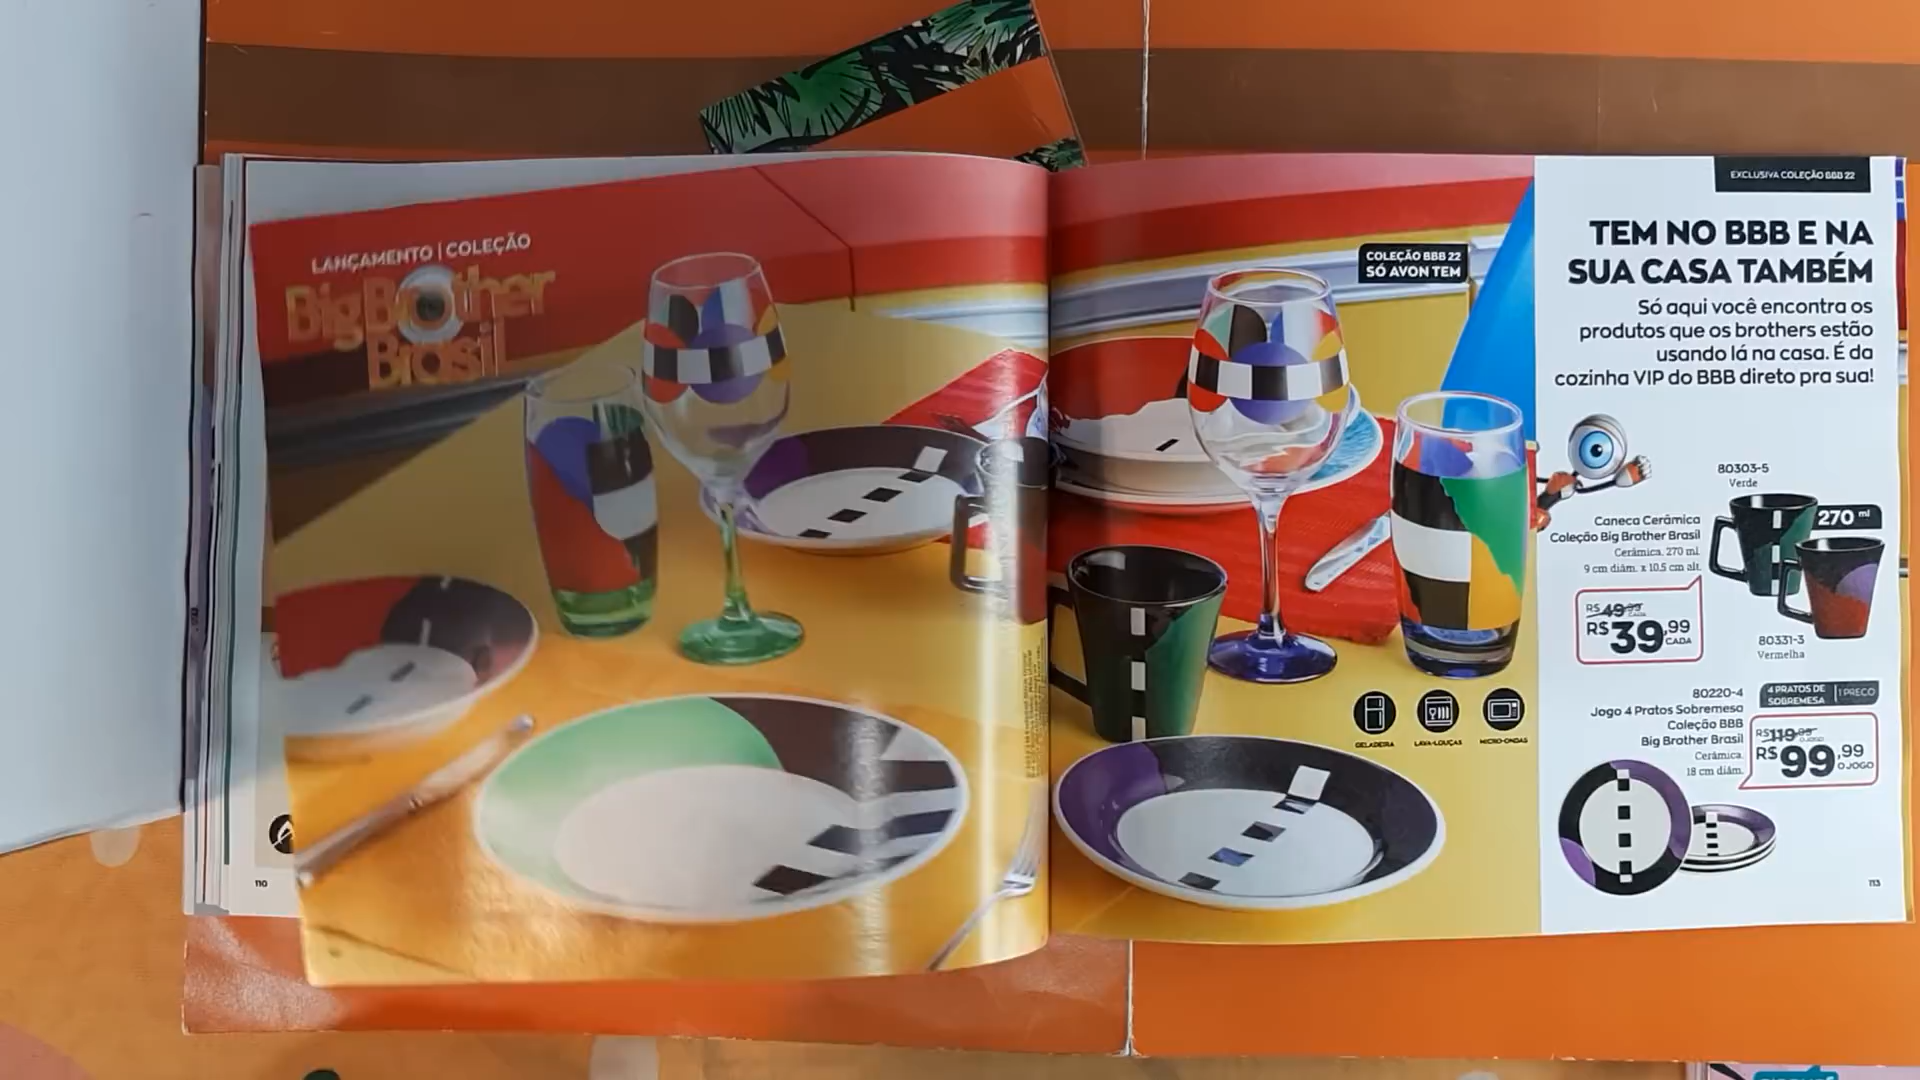 LANÇAMENTO | COLEÇÃO
BigBrother
Brasil
110
COLEÇÃO BBB 22
SÓ AVON TEM
GELADEIRA
LAVA-LOUÇAS
MICRO-ONDAS
EXCLUSIVA COLEÇÃO BBB 22
TEM NO BBB E NA
SUA CASA TAMBÉM
Só aqui você encontra os
produtos que os brothers estão
usando lá na casa. É da
cozinha VIP do BBB direto pra sua!
80303-5
Verde
270 ml
Caneca Cerâmica
Coleção Big Brother Brasil
Cerâmica. 270 ml.
9 cm diâm. x 10.5 cm alt.
R$ 49,99
CADA
R$ 39,99
CADA
80331-3
Vermelha
80220-4
Jogo 4 Pratos Sobremesa
Coleção BBB
Big Brother Brasil
Cerâmica.
18 cm diâm.
4 PRATOS DE
SOBREMESA
1 PREÇO
R$ 119,99
O JOGO
R$ 99,99
O JOGO
113